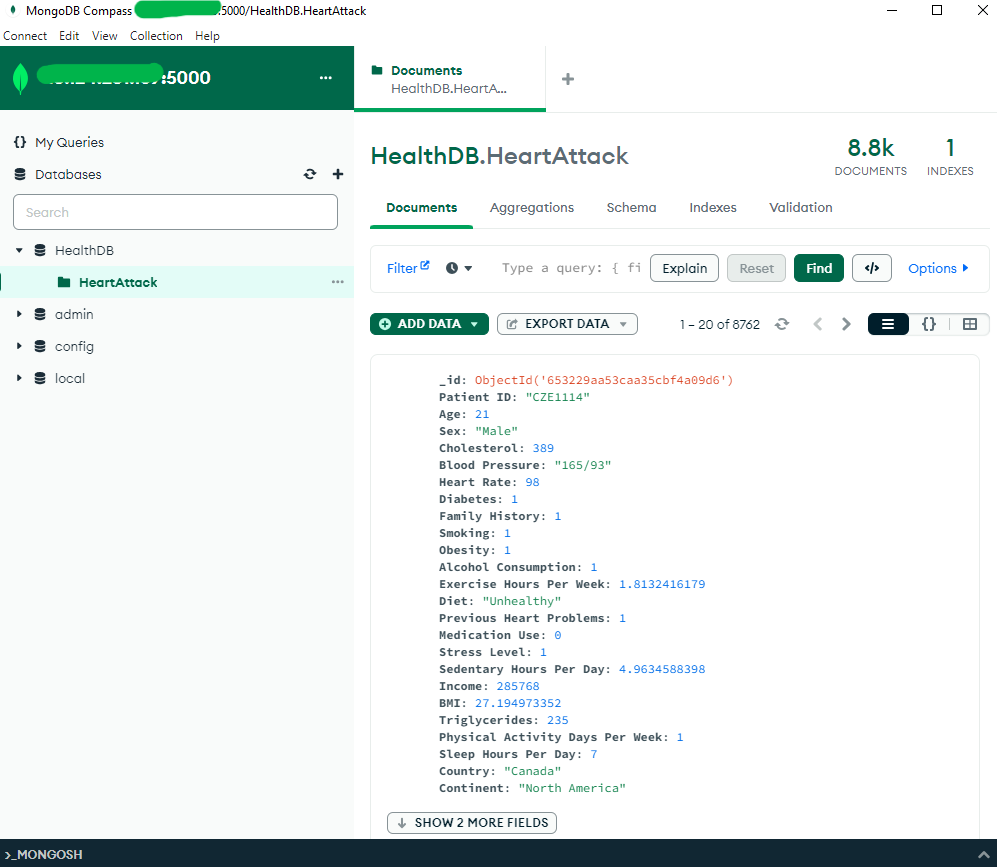 MongoDB Compass :5000/HealthDB.HeartAttack
Connect Edit View Collection Help
:5000
My Queries
Databases
Search
HealthDB
HeartAttack
admin
config
local
Documents
HealthDB.HeartA...
HealthDB.HeartAttack
8.8k
DOCUMENTS
1
INDEXES
Documents Aggregations Schema Indexes Validation
Filter Type a query: { fi Explain Reset Find </> Options
ADD DATA EXPORT DATA 1 – 20 of 8762 {}
_id: ObjectId('653229aa53caa35cbf4a09d6')
Patient ID: "CZE1114"
Age: 21
Sex: "Male"
Cholesterol: 389
Blood Pressure: "165/93"
Heart Rate: 98
Diabetes: 1
Family History: 1
Smoking: 1
Obesity: 1
Alcohol Consumption: 1
Exercise Hours Per Week: 1.8132416179
Diet: "Unhealthy"
Previous Heart Problems: 1
Medication Use: 0
Stress Level: 1
Sedentary Hours Per Day: 4.9634588398
Income: 285768
BMI: 27.194973352
Triglycerides: 235
Physical Activity Days Per Week: 1
Sleep Hours Per Day: 7
Country: "Canada"
Continent: "North America"
SHOW 2 MORE FIELDS
>_MONGOSH